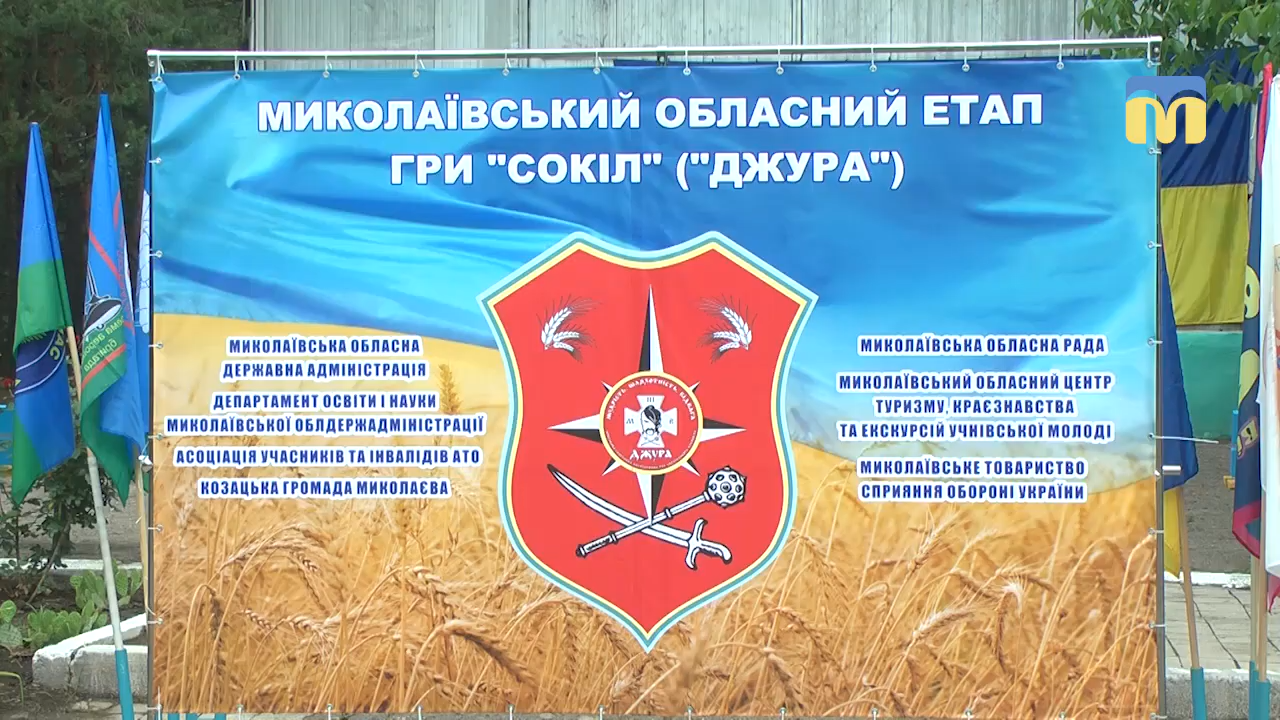 МИКОЛАЇВСЬКИЙ ОБЛАСНИЙ ЕТАП
ГРИ "СОКІЛ" ("ДЖУРА")
МИКОЛАЇВСЬКА ОБЛАСНА
ДЕРЖАВНА АДМІНІСТРАЦІЯ
ДЕПАРТАМЕНТ ОСВІТИ І НАУКИ
МИКОЛАЇВСЬКОЇ ОБЛДЕРЖАДМІНІСТРАЦІЇ
АСОЦІАЦІЯ УЧАСНИКІВ ТА ІНВАЛІДІВ АТО
КОЗАЦЬКА ГРОМАДА МИКОЛАЄВА
МИКОЛАЇВСЬКА ОБЛАСНА РАДА
МИКОЛАЇВСЬКИЙ ОБЛАСНИЙ ЦЕНТР
ТУРИЗМУ, КРАЄЗНАВСТВА
ТА ЕКСКУРСІЙ УЧНІВСЬКОЇ МОЛОДІ
МИКОЛАЇВСЬКЕ ТОВАРИСТВО
СПРИЯННЯ ОБОРОНІ УКРАЇНИ
ДЖУРА